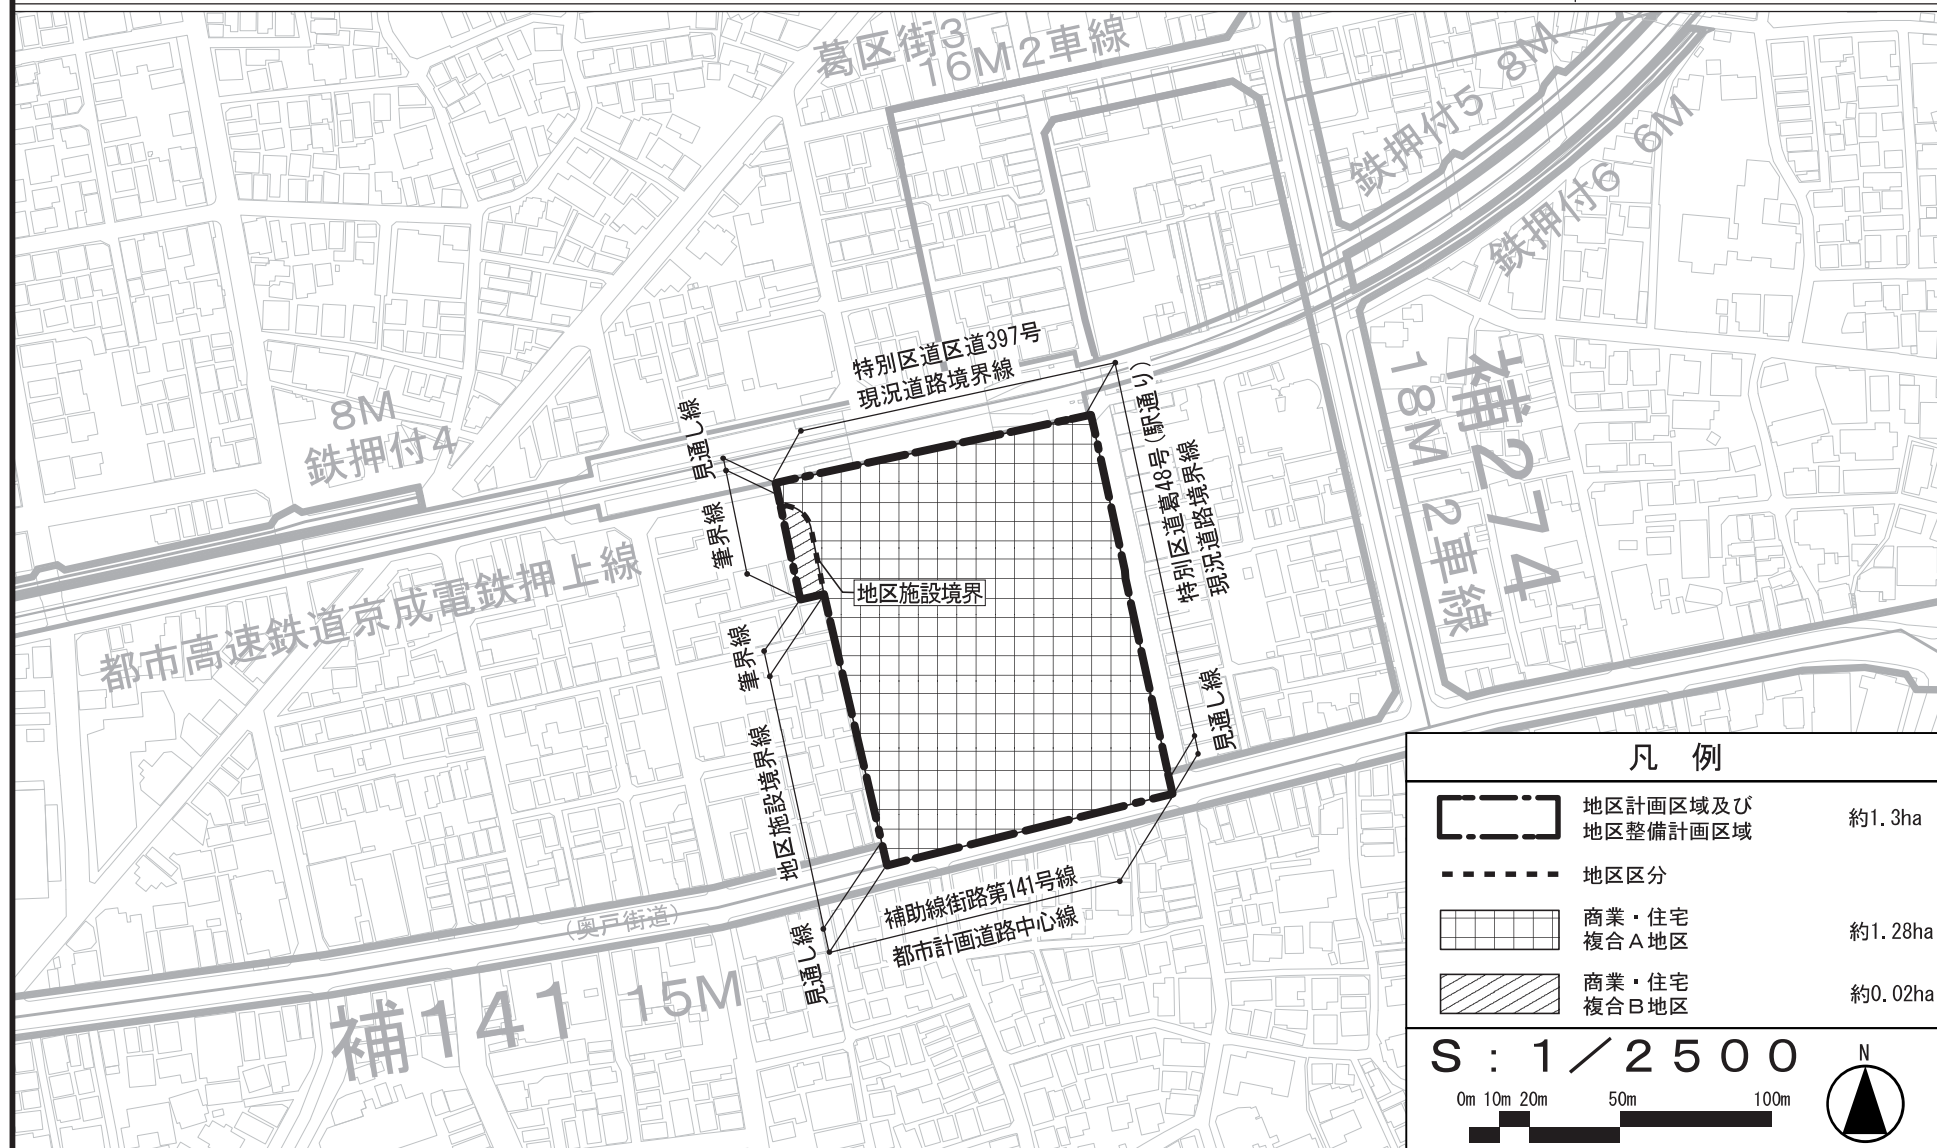 葛区街3
16M2車線
鉄押付5 8M
鉄押付6 6M
特別区道区道397号
現況道路境界線
8M
鉄押付4
見通し線
筆界線
特別区道葛48号(駅通り)
現況道路境界線
18M 2車線
補274
地区施設境界
都市高速鉄道京成電鉄押上線
筆界線
地区施設境界線
見通し線
補助線街路第141号線
都市計画道路中心線
(奥戸街道)
見通し線
補141 15M
凡 例
地区計画区域及び
地区整備計画区域
約1.3ha
地区区分
商業・住宅
複合A地区
約1.28ha
商業・住宅
複合B地区
約0.02ha
S:1/2500
N
0m 10m 20m 50m 100m